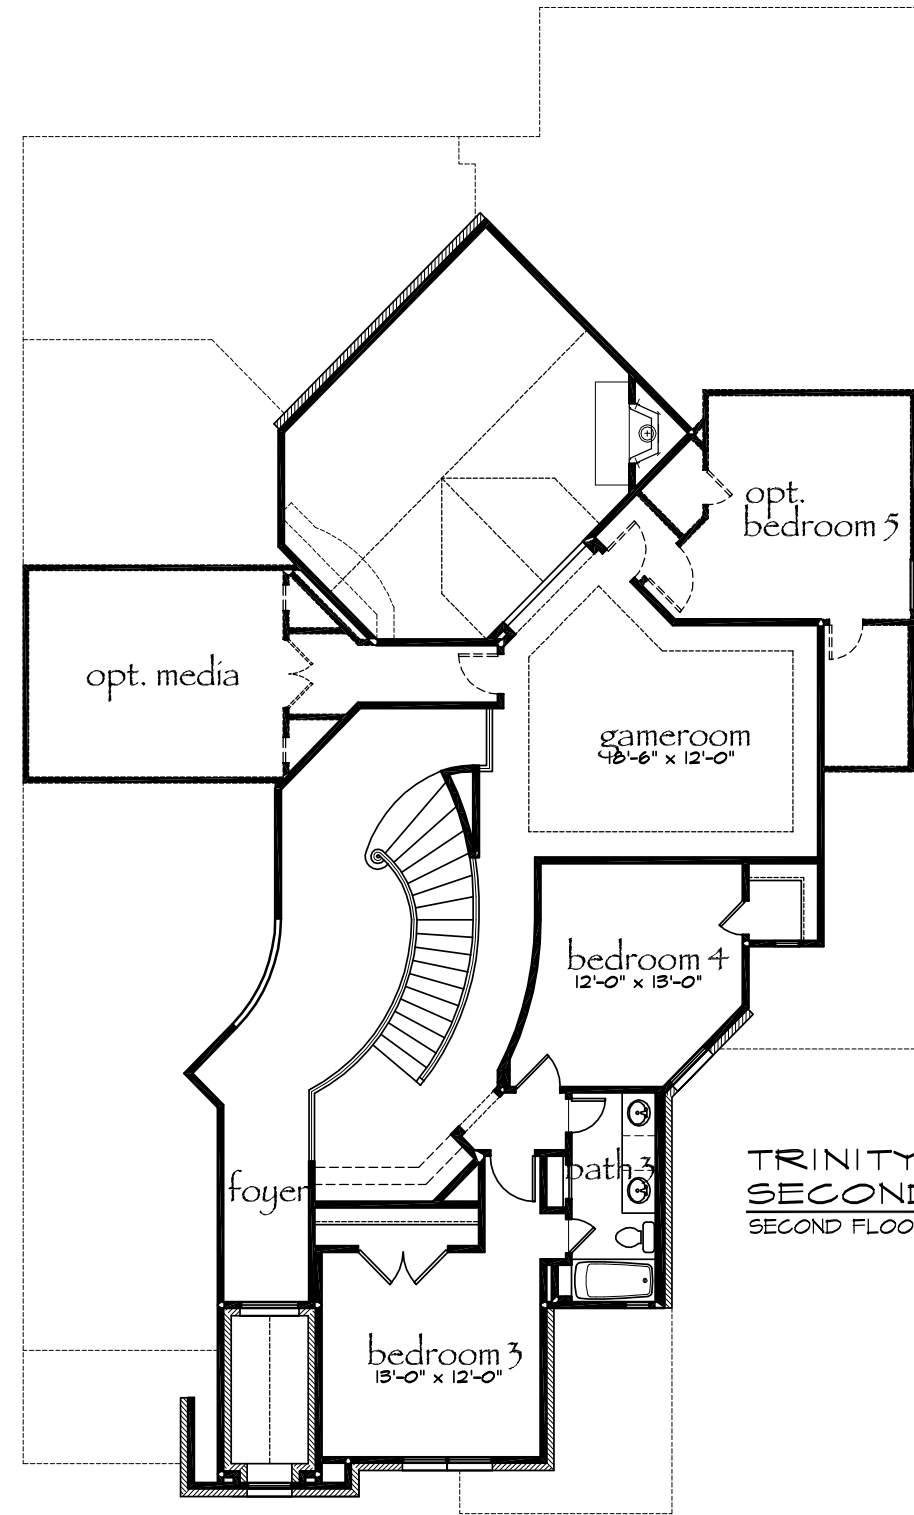 opt.
bedroom 5
opt. media
gameroom
18'-6" x 12'-0"
bedroom 4
12'-0" x 13'-0"
bath 3
foyer
TRINITY
SECOND
SECOND FLOO
bedroom 3
13'-0" x 12'-0"